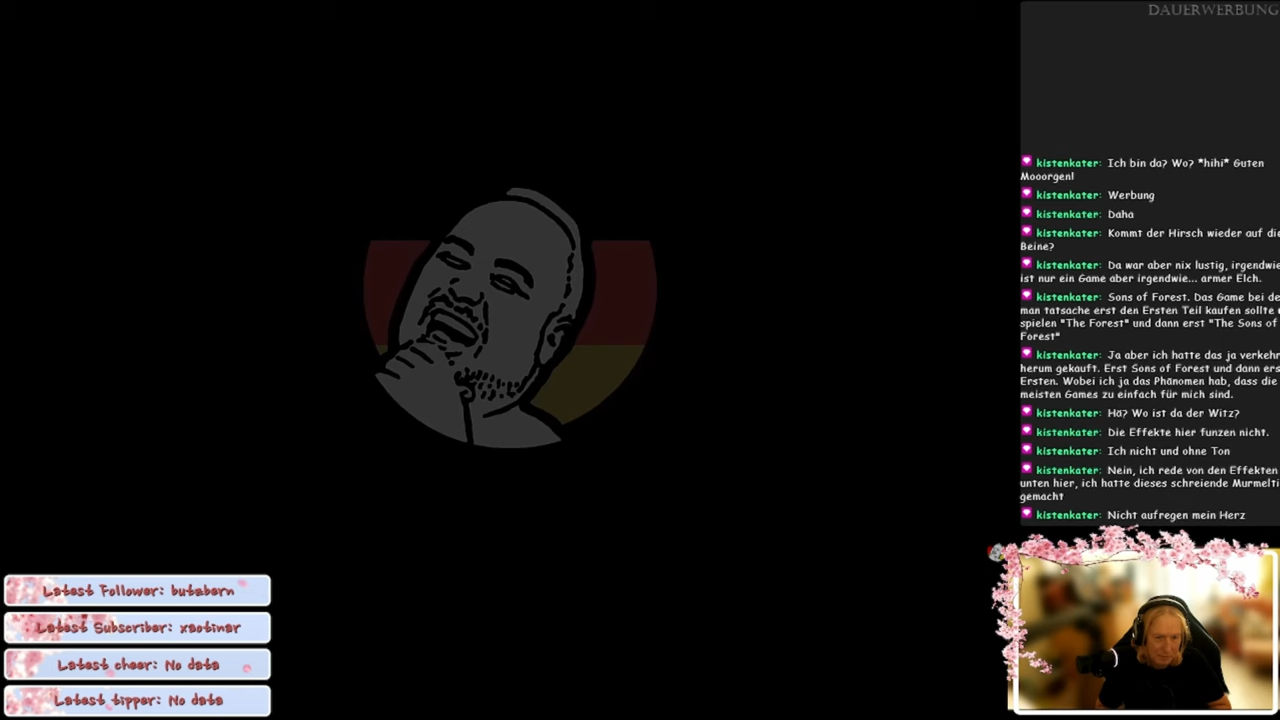 DAUERWERBUNG
kistenkater: Ich bin da? Wo? *hihi* Guten
Mooorgen!
kistenkater: Werbung
kistenkater: Daha
kistenkater: Kommt der Hirsch wieder auf die
Beine?
kistenkater: Da war aber nix lustig, irgendwie
ist nur ein Game aber irgendwie... armer Elch.
kistenkater: Sons of Forest. Das Game bei de
man tatsache erst den Ersten Teil kaufen sollte
spielen "The Forest" und dann erst "The Sons of
Forest"
kistenkater: Ja aber ich hatte das ja verkehr
herum gekauft. Erst Sons of Forest und dann ers
Ersten. Wobei ich ja das Phänomen hab, dass die
meisten Games zu einfach für mich sind.
kistenkater: Hä? Wo ist da der Witz?
kistenkater: Die Effekte hier funzen nicht.
kistenkater: Ich nicht und ohne Ton
kistenkater: Nein, ich rede von den Effekten
unten hier, ich hatte dieses schreiende Murmelti
gemacht
kistenkater: Nicht aufregen mein Herz
Latest Follower: butabern
Latest Subscriber: xaotinar
Latest cheer: No data
Latest tipper: No data